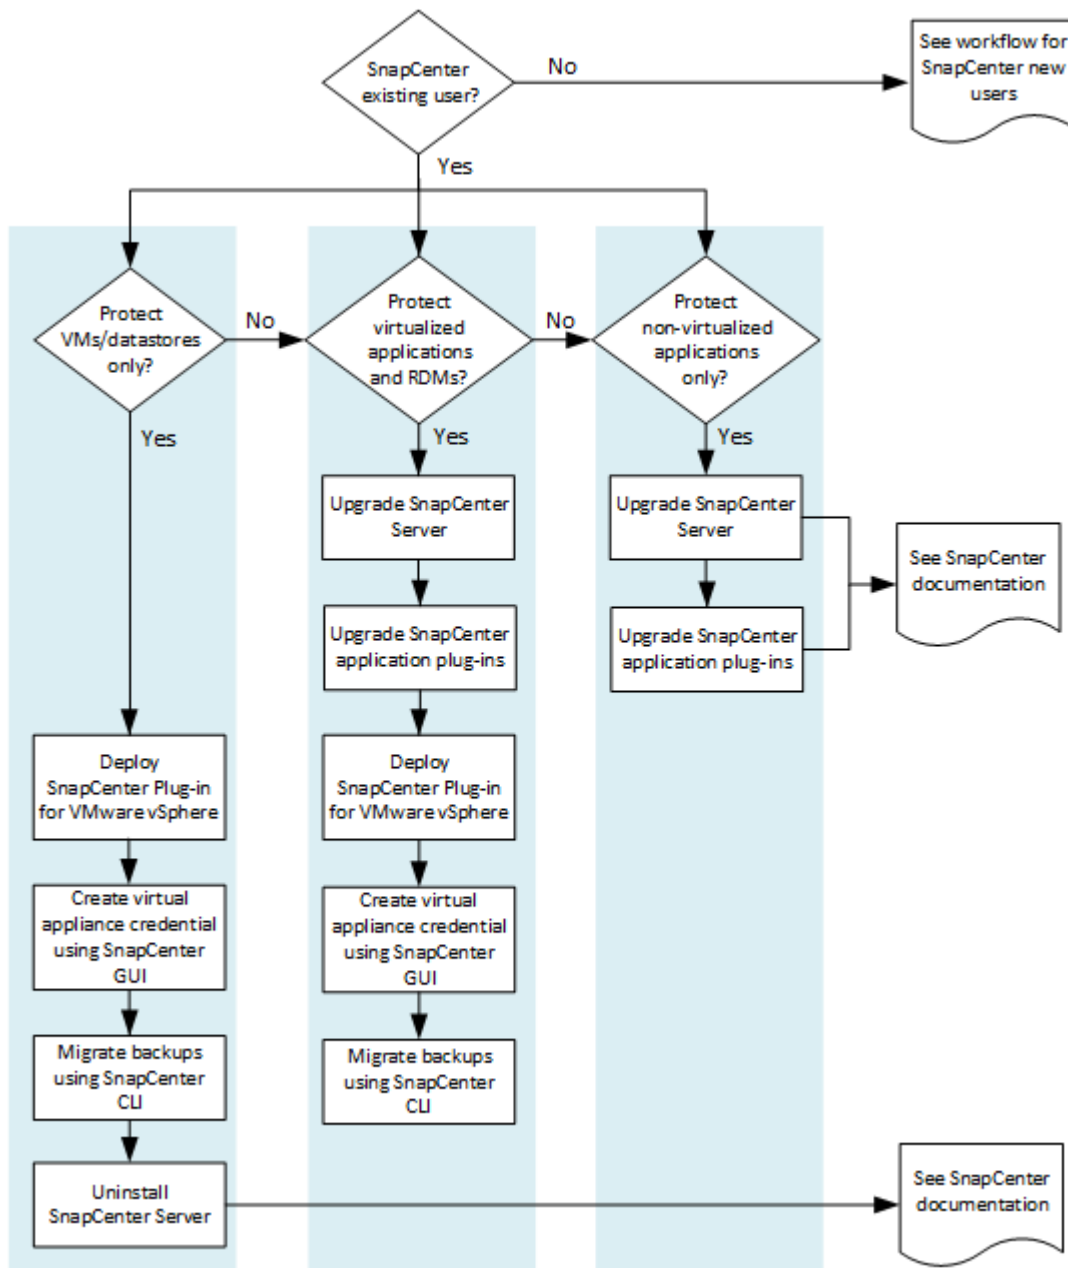 SnapCenter
existing user?
No
See workflow for
SnapCenter new
users
Yes
Protect
VMs/datastores
only?
No
Protect
virtualized
applications
and RDMs?
No
Protect
non-virtualized
applications
only?
Yes
Yes
Yes
Upgrade SnapCenter
Server
Upgrade SnapCenter
Server
See SnapCenter
documentation
Upgrade SnapCenter
application plug-ins
Upgrade SnapCenter
application plug-ins
Deploy
SnapCenter Plug-in
for VMware vSphere
Deploy
SnapCenter Plug-in
for VMware vSphere
Create virtual
appliance credential
using SnapCenter
GUI
Create virtual
appliance credential
using SnapCenter
GUI
Migrate backups
using SnapCenter
CLI
Migrate backups
using SnapCenter
CLI
Uninstall
SnapCenter Server
See SnapCenter
documentation